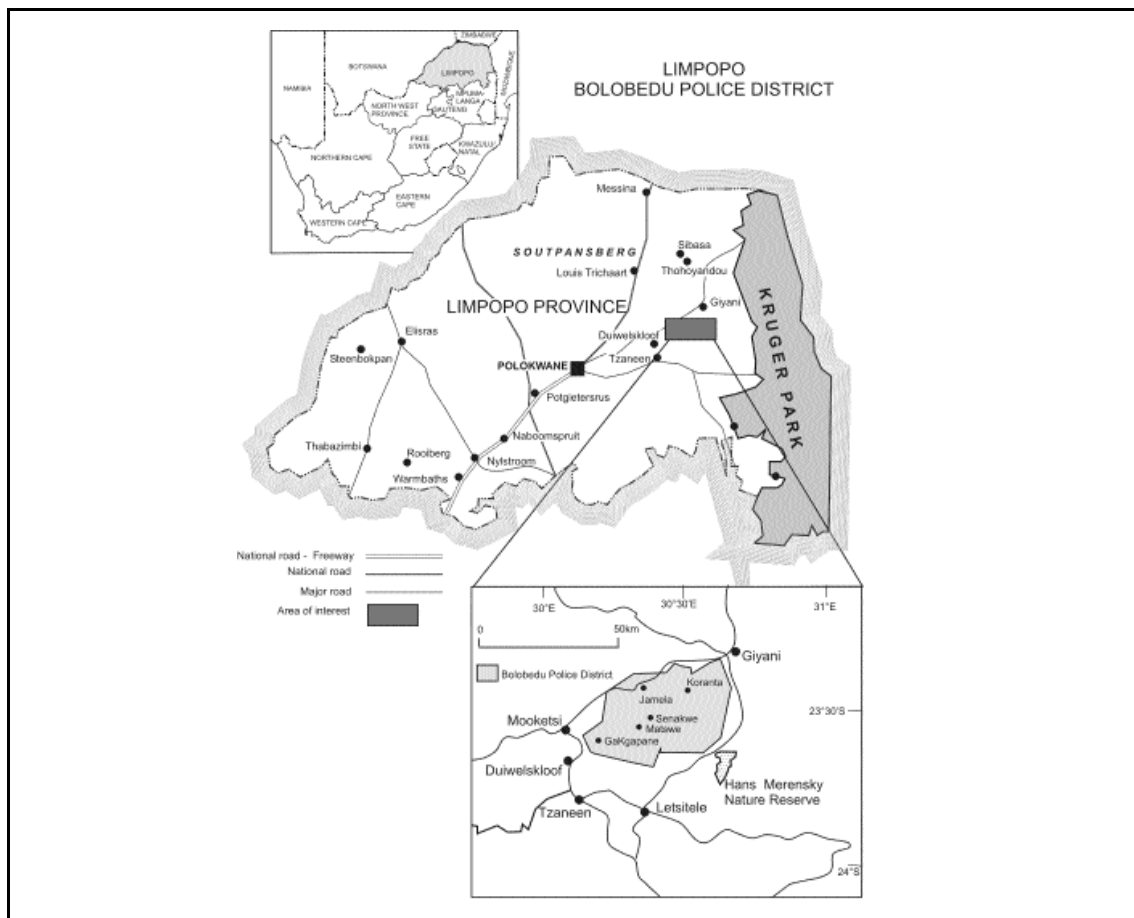 LIMPOPO
BOLOBEDU POLICE DISTRICT
ZIMBABWE
BOTSWANA
LIMPOPO
NAMIBIA
MPUMA-
LANGA
NORTH WEST
PROVINCE
GAUTENG
FREE
STATE
KWAZULU/
NATAL
NORTHERN CAPE
EASTERN
CAPE
WESTERN CAPE
Messina
SOUTPANSBERG
Sibasa
Thohoyandou
Louis Trichaart
Giyani
LIMPOPO PROVINCE
KRUGER PARK
Elisras
Duiwelskloof
Steenbokpan
Tzaneen
POLOKWANE
Potgietersrus
Naboomspruit
Thabazimbi
Rooiberg
Nylstroom
Warmbaths
National road - Freeway
National road
Major road
Area of interest
30°E
30°30'E
31°E
0
50km
Giyani
Bolobedu Police District
Koranta
Jamela
23°30'S
Senakwe
Mooketsi
Matawe
GaKgapane
Duiwelskloof
Hans Merensky
Nature Reserve
Tzaneen
Letsitele
24°S